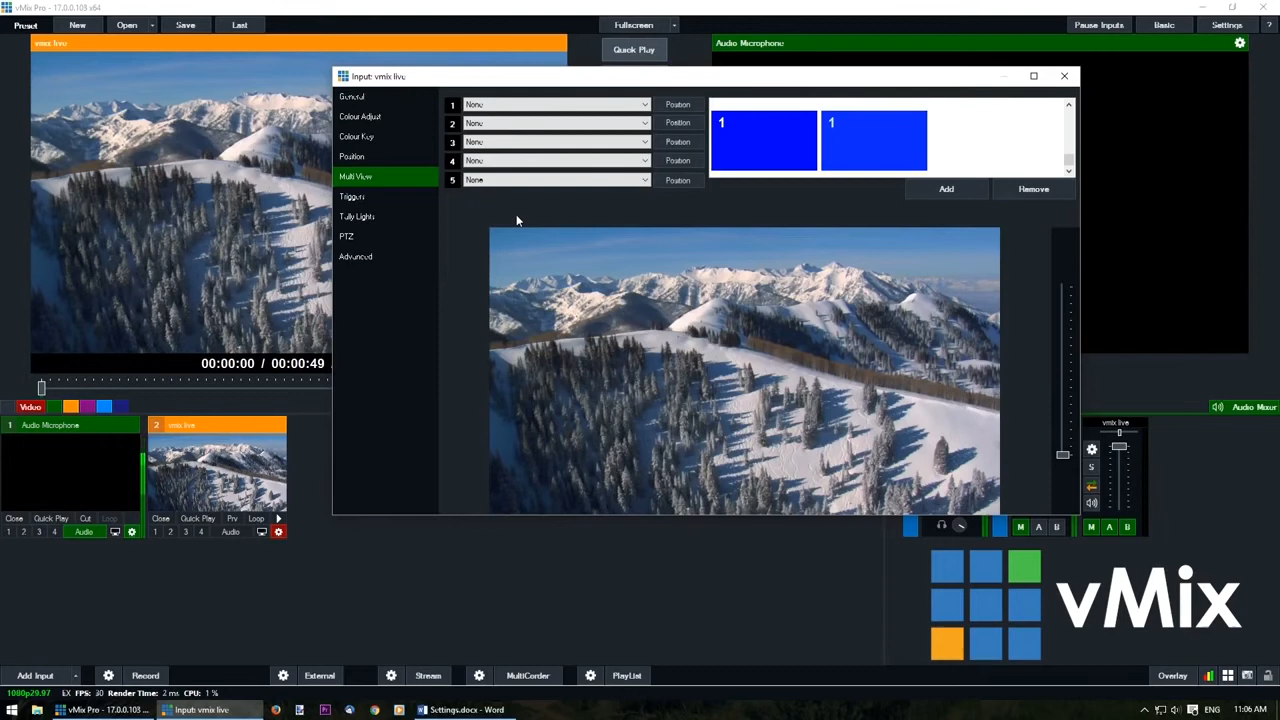 vMix Pro - 17.0.0.103 x64
Preset New Open Save Last Fullscreen Pause Inputs Basic Settings ?
vmix live
Quick Play
Audio Microphone
Input: vmix live
General
Colour Adjust
Colour Key
Position
Multi View
Triggers
Tully Lights
PTZ
Advanced
1 None Position
2 None Position
3 None Position
4 None Position
5 None Position
1 1
Add Remove
00:00:00 / 00:00:49
Video
Audio Mixer
1 Audio Microphone
2 vmix live
vmix live
S
Close Quick Play Cut Loop
Close Quick Play Prv Loop
1 2 3 4 Audio
1 2 3 4 Audio
M A B
M A B
vMix
Add Input Record External Stream MultiCorder PlayList Overlay
1080p29.97 EX FPS: 30 Render Time: 2 ms CPU: 1 %
vMix Pro - 17.0.0.103 ...
Input: vmix live
Settings.docx - Word
ENG 11:06 AM